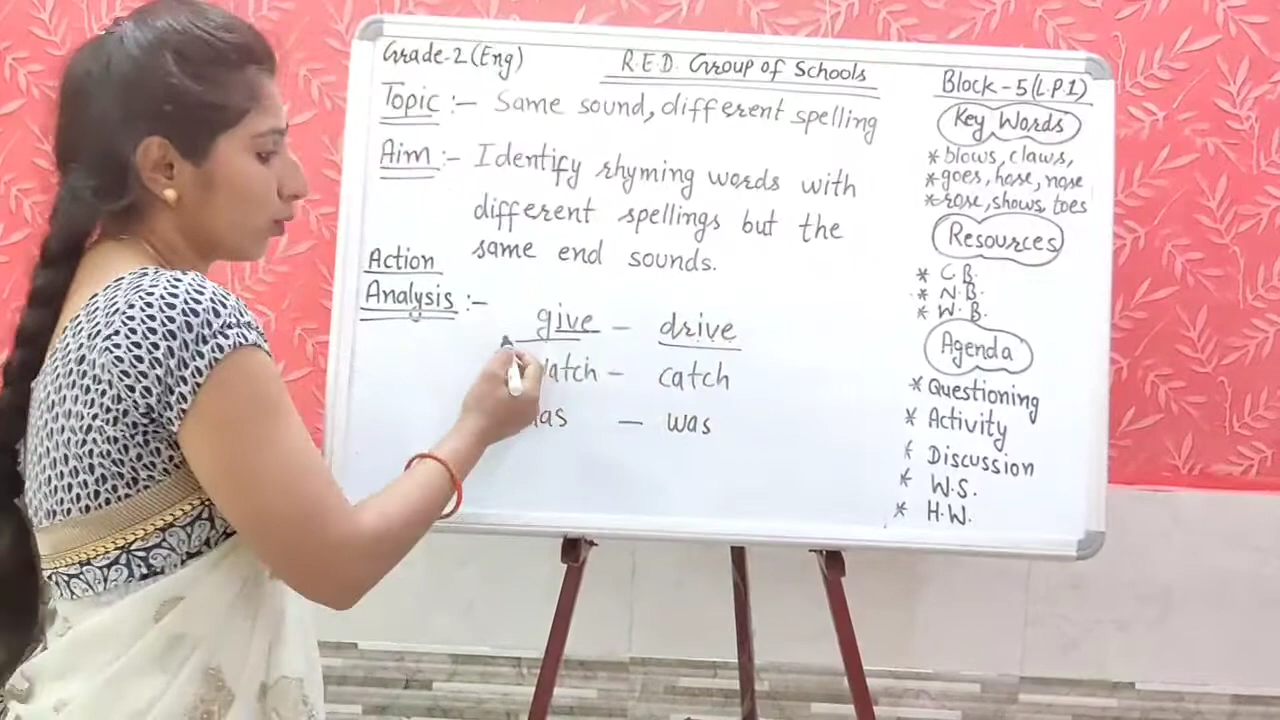 Grade-2 (Eng)
R.E.D. Group of Schools
Block - 5 (L.P.1)
Topic :- Same sound, different spelling
Aim :- Identify rhyming words with
different spellings but the
same end sounds.
Action
Analysis :-
give - drive
catch
was
Key Words
* blows, claws,
* goes, hose, nose
* rose, shows, toes
Resources
* C.B.
* N.B.
* W.B.
Agenda
* Questioning
* Activity
* Discussion
* W.S.
* H.W.